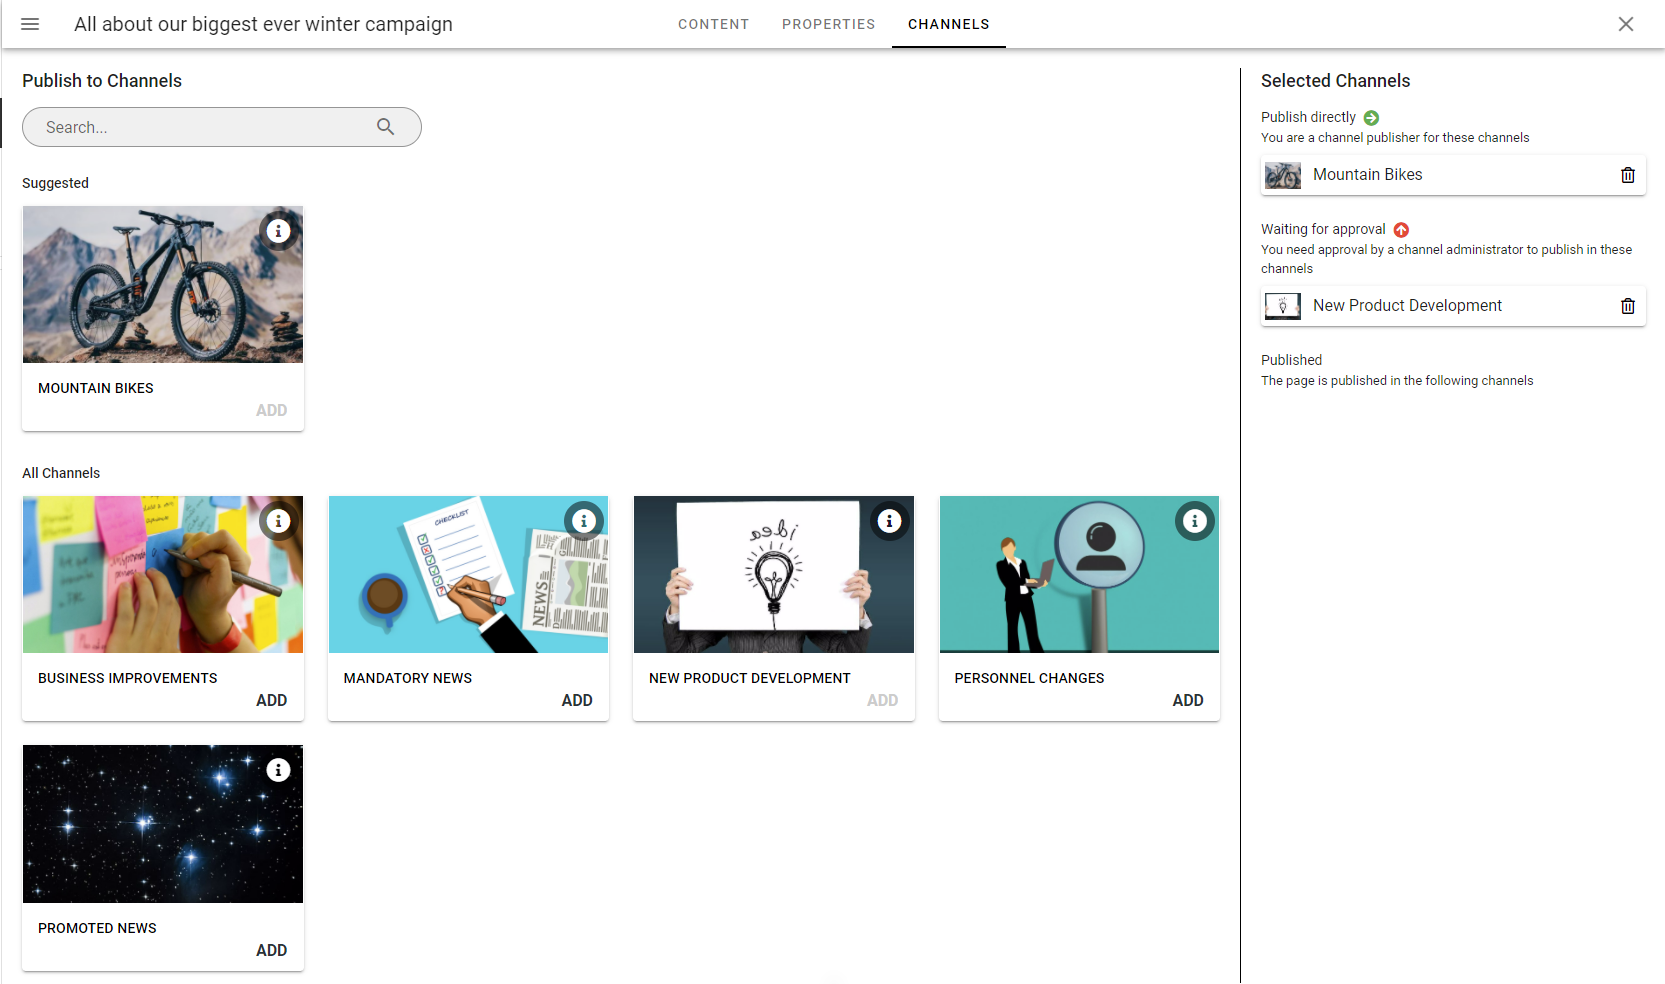 All about our biggest ever winter campaign
CONTENT
PROPERTIES
CHANNELS
Publish to Channels
Search...
Suggested
MOUNTAIN BIKES
ADD
All Channels
CHECKLIST
NEWS
idea
BUSINESS IMPROVEMENTS
ADD
MANDATORY NEWS
ADD
NEW PRODUCT DEVELOPMENT
ADD
PERSONNEL CHANGES
ADD
PROMOTED NEWS
ADD
Selected Channels
Publish directly
You are a channel publisher for these channels
Mountain Bikes
Waiting for approval
You need approval by a channel administrator to publish in these
channels
New Product Development
Published
The page is published in the following channels